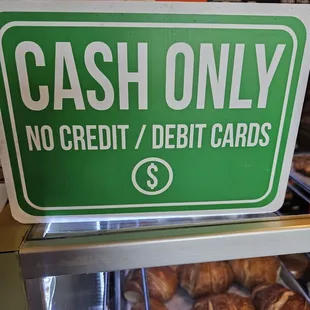 CASH ONLY
NO CREDIT / DEBIT CARDS
$